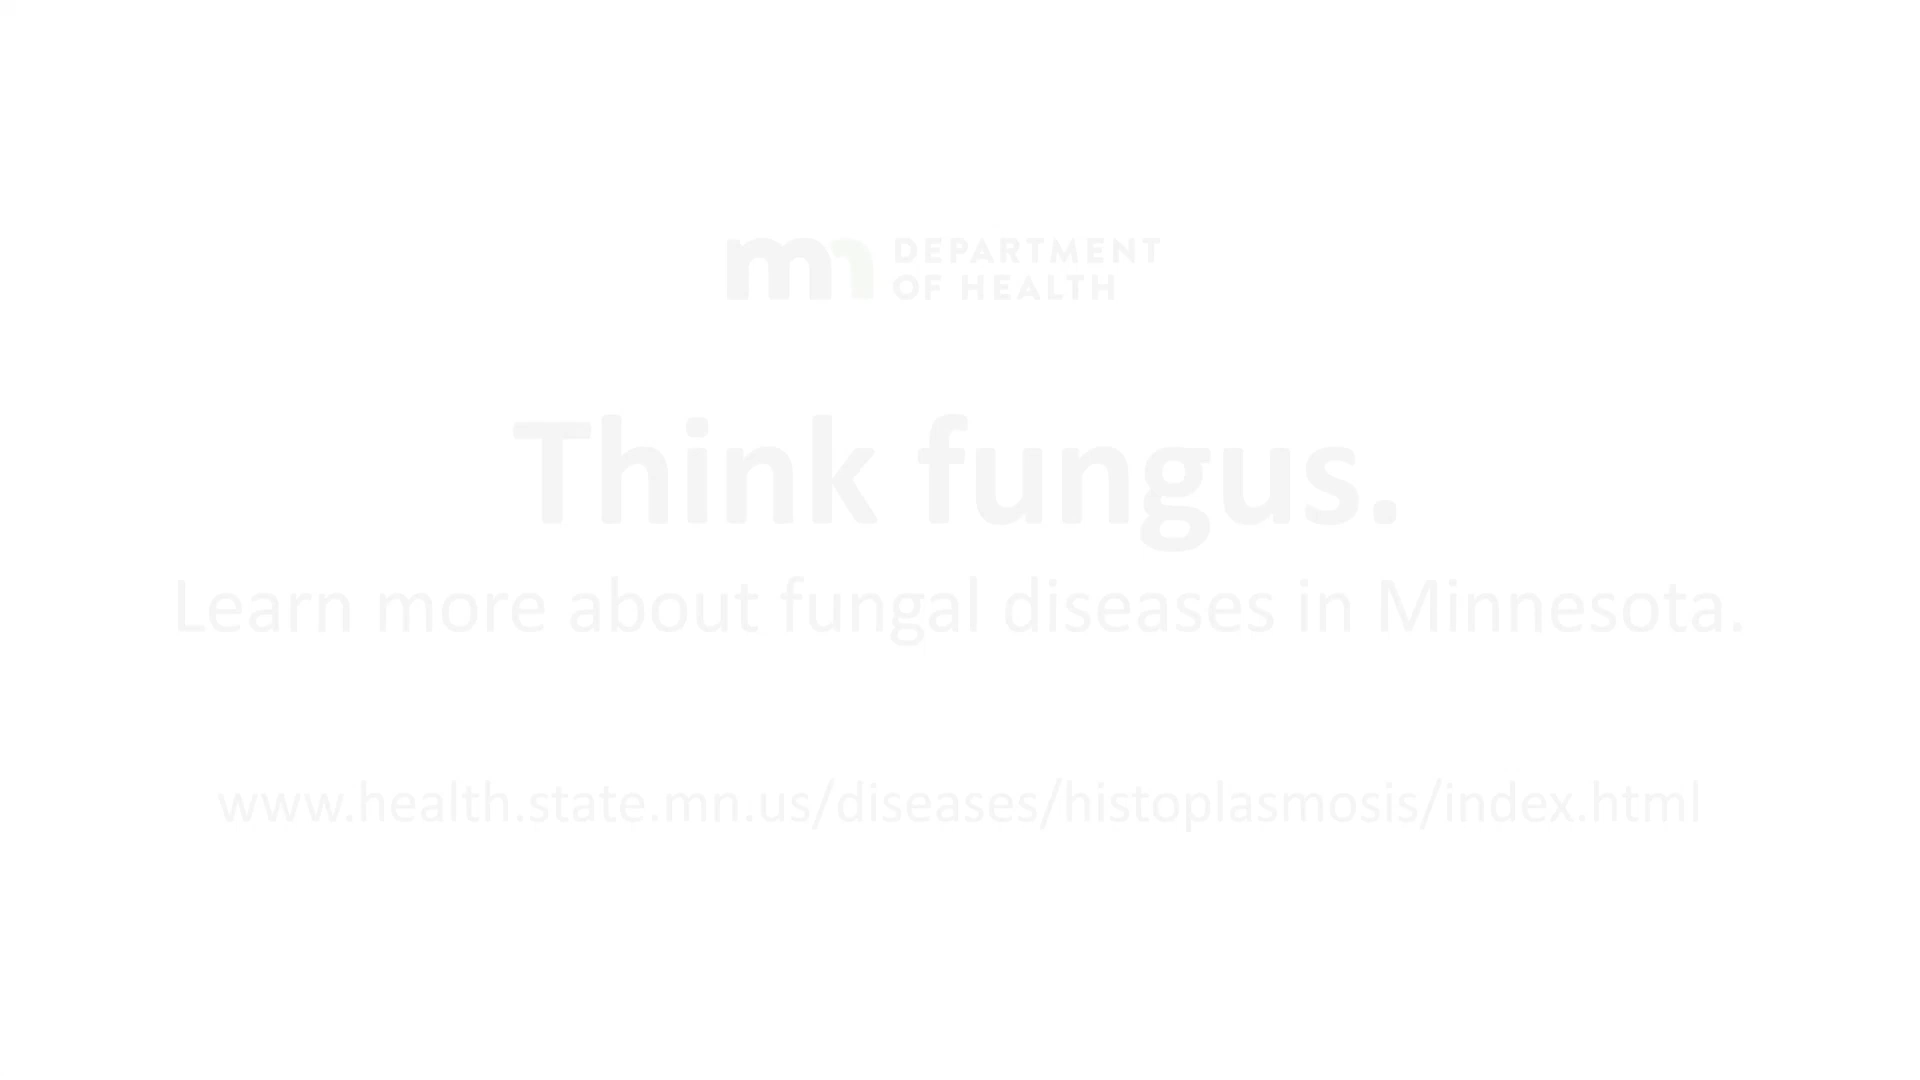 mn DEPARTMENT
OF HEALTH
Think fungus.
Learn more about fungal diseases in Minnesota.
www.health.state.mn.us/diseases/histoplasmosis/index.html